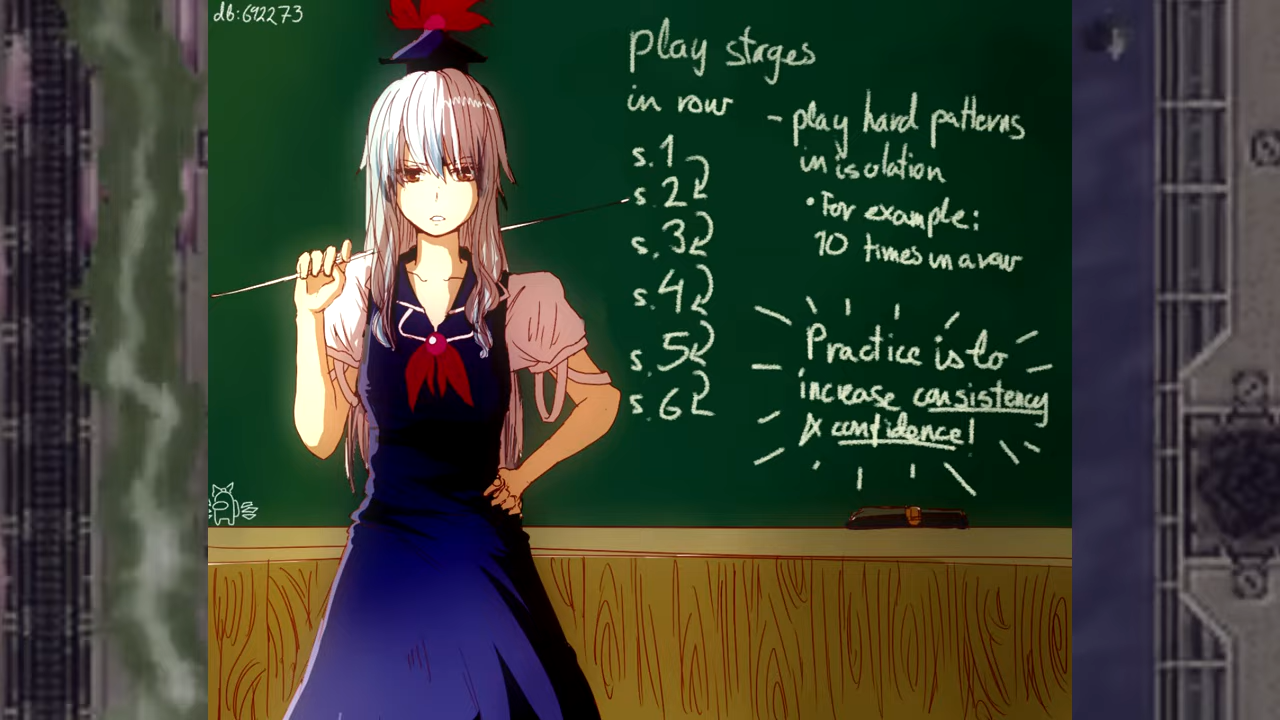 db:692273
play stages
in row
s.1
s.2
s.3
s.4
s.5
s.6
- play hard patterns
in isolation
• For example:
10 times in a row
Practice is to
increase consistency
& confidence!